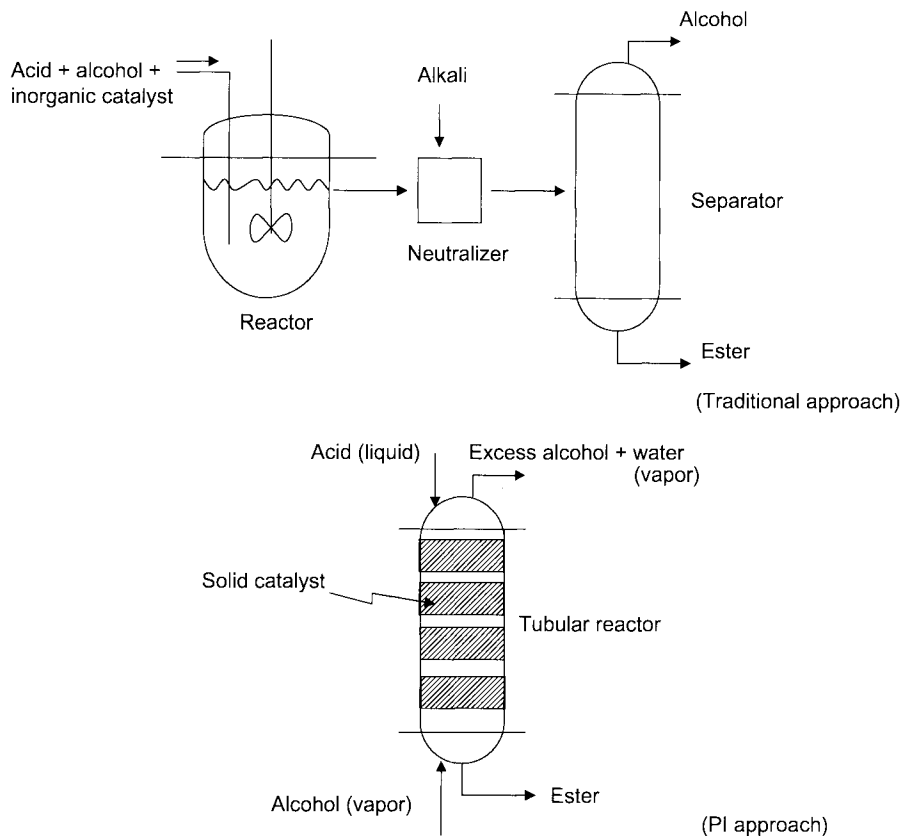 Alcohol
Acid + alcohol +
inorganic catalyst
Alkali
Separator
Neutralizer
Reactor
Ester
(Traditional approach)
Acid (liquid)
Excess alcohol + water
(vapor)
Solid catalyst
Tubular reactor
Alcohol (vapor)
Ester
(PI approach)